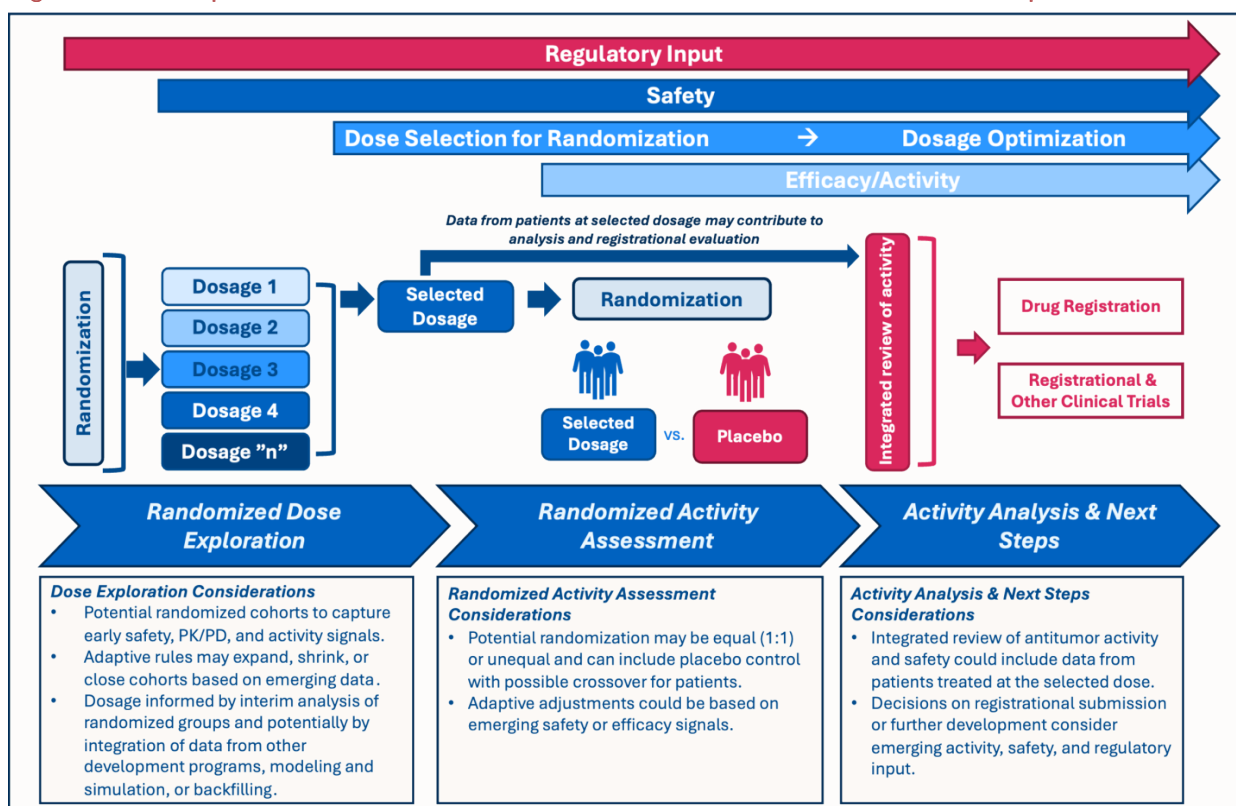 Regulatory Input
Safety
Dose Selection for Randomization → Dosage Optimization
Efficacy/Activity
Data from patients at selected dosage may contribute to
analysis and registrational evaluation
Randomization
Dosage 1
Dosage 2
Dosage 3
Dosage 4
Dosage ”n”
Selected
Dosage
Randomization
Selected
Dosage
vs.
Placebo
Integrated review of activity
Drug Registration
Registrational &
Other Clinical Trials
Randomized Dose
Exploration
Randomized Activity
Assessment
Activity Analysis & Next
Steps
Dose Exploration Considerations
• Potential randomized cohorts to capture
early safety, PK/PD, and activity signals.
• Adaptive rules may expand, shrink, or
close cohorts based on emerging data.
• Dosage informed by interim analysis of
randomized groups and potentially by
integration of data from other
development programs, modeling and
simulation, or backfilling.
Randomized Activity Assessment
Considerations
• Potential randomization may be equal (1:1)
or unequal and can include placebo control
with possible crossover for patients.
• Adaptive adjustments could be based on
emerging safety or efficacy signals.
Activity Analysis & Next Steps
Considerations
• Integrated review of antitumor activity
and safety could include data from
patients treated at the selected dose.
• Decisions on registrational submission
or further development consider
emerging activity, safety, and regulatory
input.